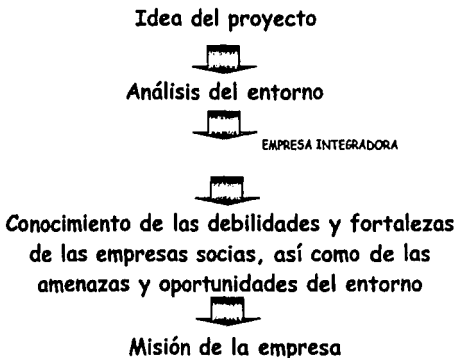 Idea del proyecto
Análisis del entorno
EMPRESA INTEGRADORA
Conocimiento de las debilidades y fortalezas
de las empresas socias, así como de las
amenazas y oportunidades del entorno
Misión de la empresa